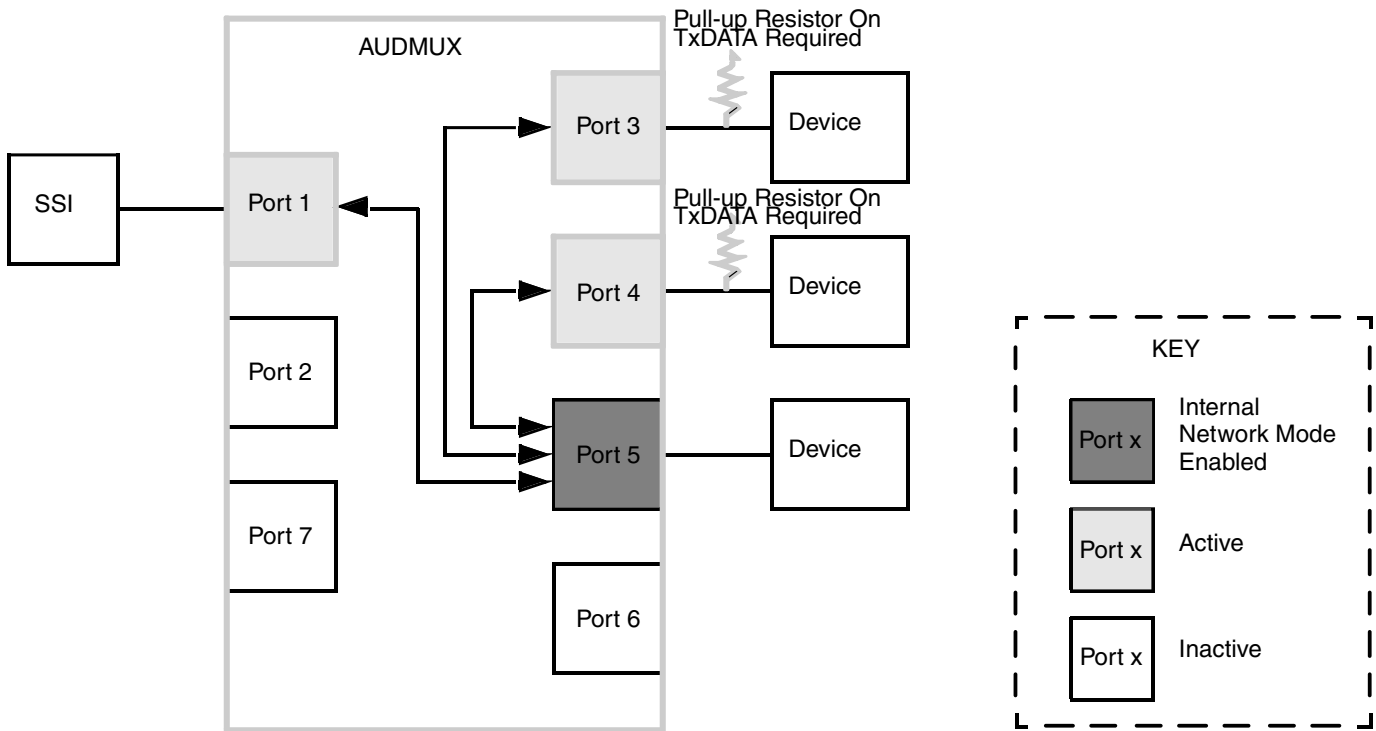 AUDMUX
Pull-up Resistor On
TxDATA Required
Port 3
Device
SSI
Port 1
Pull-up Resistor On
TxDATA Required
Port 4
Device
Port 2
Port 5
Device
Port 7
Port 6
KEY
Port x
Internal
Network Mode
Enabled
Port x
Active
Port x
Inactive